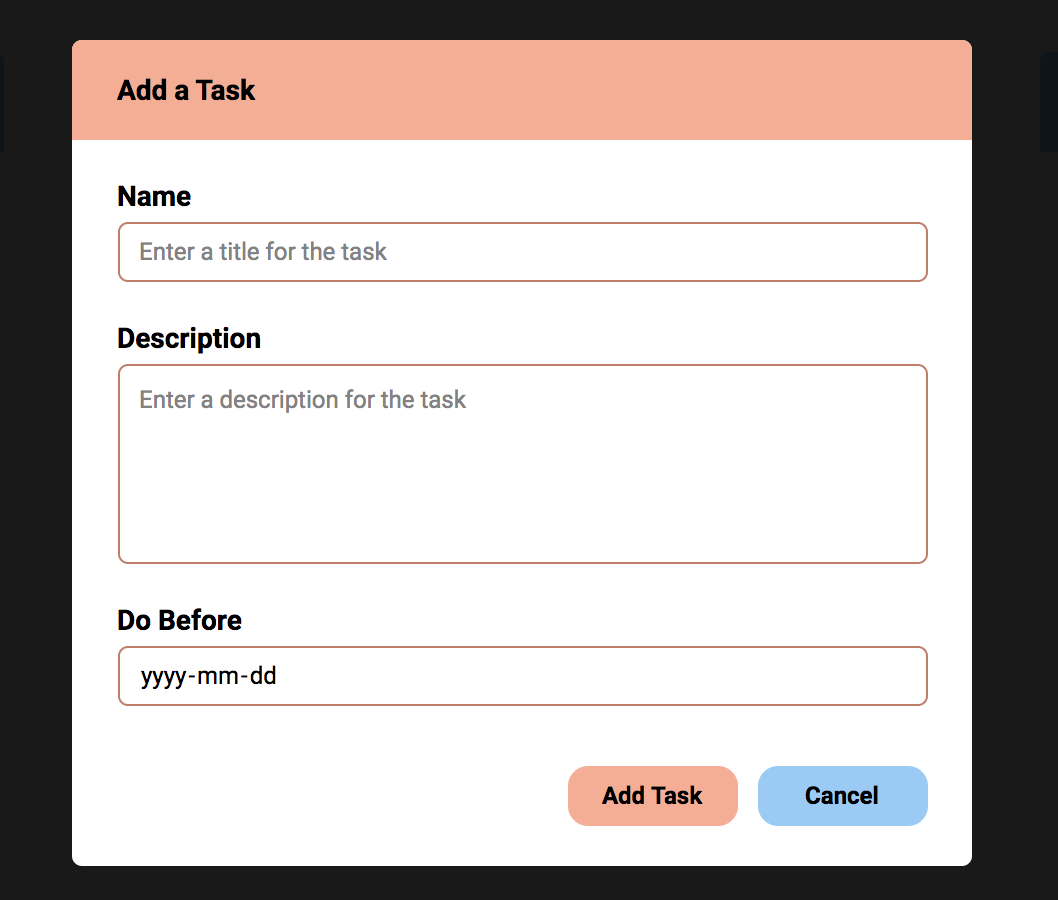 Add a Task
Name
Enter a title for the task
Description
Enter a description for the task
Do Before
yyyy-mm-dd
Add Task
Cancel